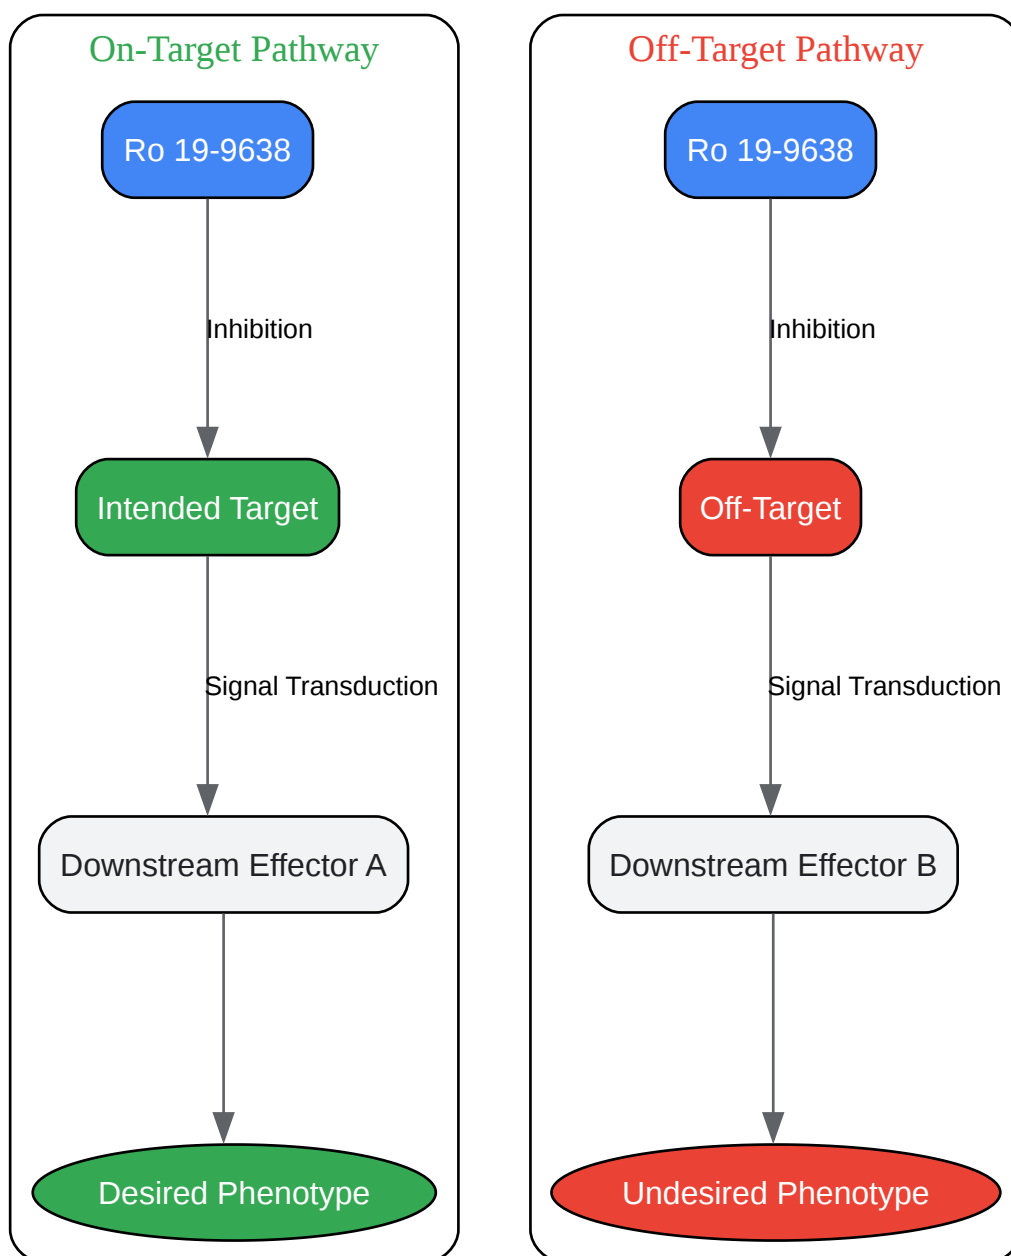 On-Target Pathway
Ro 19-9638
Inhibition
Intended Target
Signal Transduction
Downstream Effector A
Desired Phenotype
Off-Target Pathway
Ro 19-9638
Inhibition
Off-Target
Signal Transduction
Downstream Effector B
Undesired Phenotype